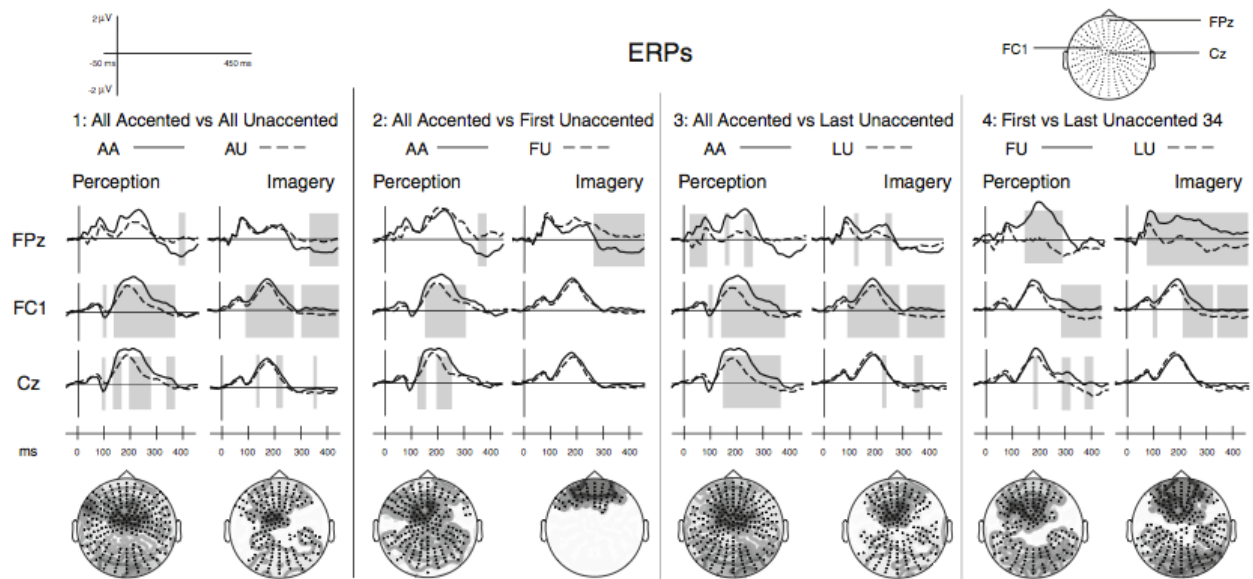 2 µV
-50 ms
450 ms
-2 µV
ERPs
FPz
FC1
Cz
1: All Accented vs All Unaccented
AA
AU
Perception
Imagery
2: All Accented vs First Unaccented
AA
FU
Perception
Imagery
3: All Accented vs Last Unaccented
AA
LU
Perception
Imagery
4: First vs Last Unaccented 34
FU
LU
Perception
Imagery
FPz
FC1
Cz
ms
0 100 200 300 400 0 100 200 300 400 0 100 200 300 400 0 100 200 300 400 0 100 200 300 400 0 100 200 300 400 0 100 200 300 400 0 100 200 300 400